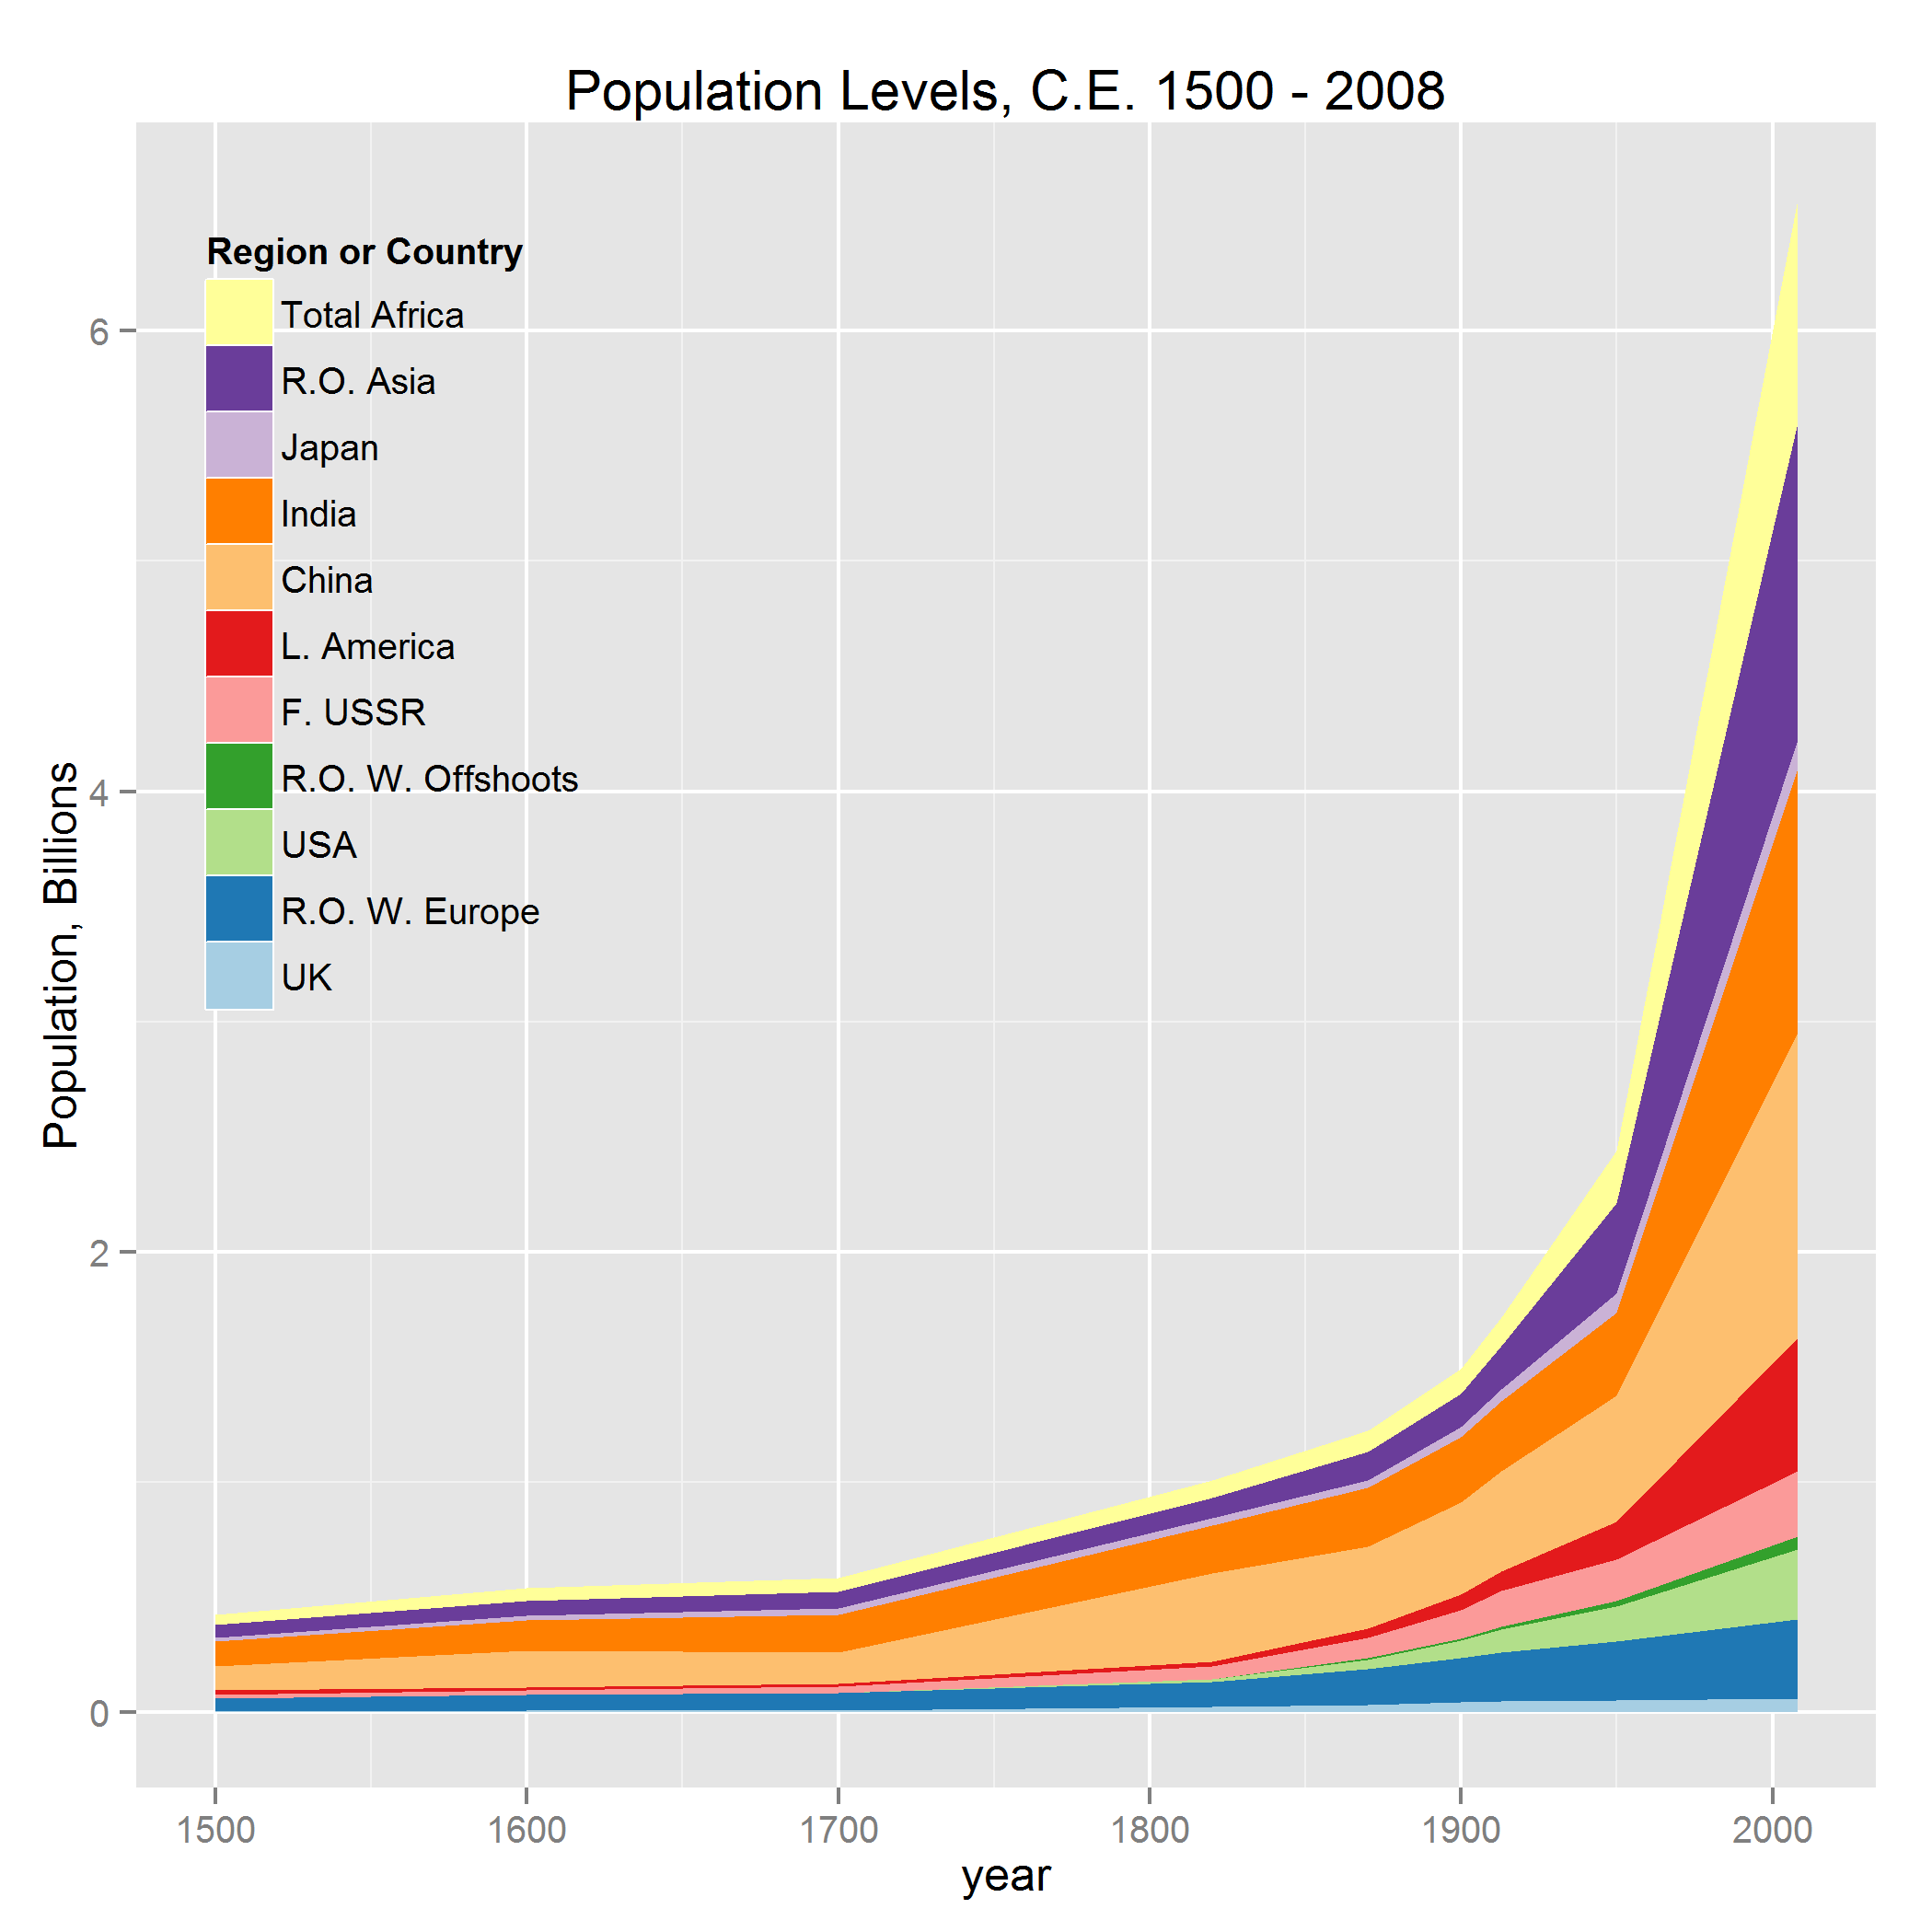 Population Levels, C.E. 1500 - 2008
Region or Country
Total Africa
R.O. Asia
Japan
India
China
L. America
F. USSR
R.O. W. Offshoots
USA
R.O. W. Europe
UK
Population, Billions
6
4
2
0
1500 1600 1700 1800 1900 2000
year